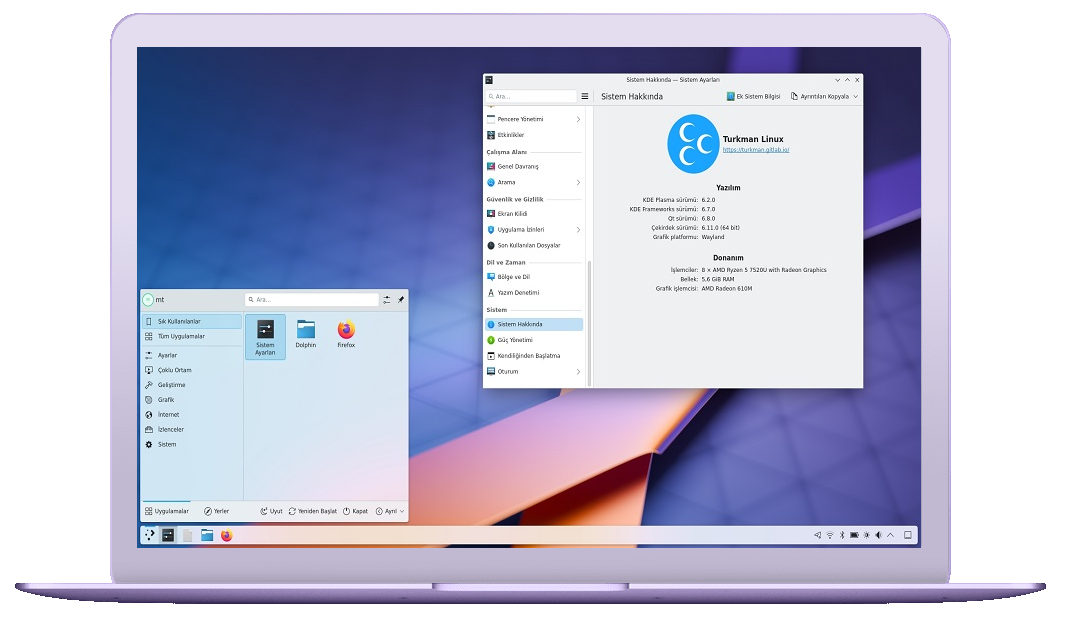 Sistem Hakkında — Sistem Ayarları
Ara...
Sistem Hakkında
Ek Sistem Bilgisi
Ayrıntıları Kopyala
Pencere Yönetimi
Etkinlikler
Çalışma Alanı
Genel Davranış
Arama
Güvenlik ve Gizlilik
Ekran Kilidi
Uygulama İzinleri
Son Kullanılan Dosyalar
Dil ve Zaman
Bölge ve Dil
Yazım Denetimi
Sistem
Sistem Hakkında
Güç Yönetimi
Kendiliğinden Başlatma
Oturum
Turkman Linux
https://turkman.gitlab.io/
Yazılım
KDE Plasma sürümü: 6.2.0
KDE Frameworks sürümü: 6.7.0
Qt sürümü: 6.8.0
Çekirdek sürümü: 6.11.0 (64 bit)
Grafik platformu: Wayland
Donanım
İşlemciler: 8 × AMD Ryzen 5 7520U with Radeon Graphics
Bellek: 5,6 GiB RAM
Grafik işlemcisi: AMD Radeon 610M
mt
Ara...
Sık Kullanılanlar
Tüm Uygulamalar
Ayarlar
Çoklu Ortam
Geliştirme
Grafik
İnternet
İzlenceler
Sistem
Sistem
Ayarları
Dolphin
Firefox
Uygulamalar
Yerler
Uyut
Yeniden Başlat
Kapat
Ayrıl